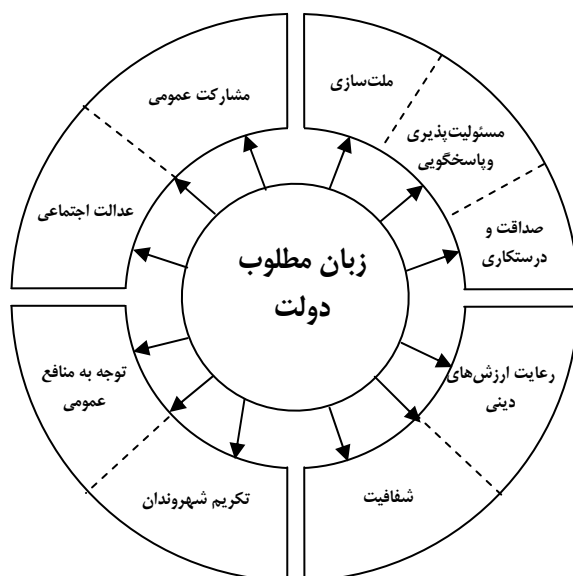 ملت‌سازی
مشارکت عمومی
مسئولیت‌پذیری
وپاسخگویی
عدالت اجتماعی
صداقت و
درستکاری
زبان مطلوب
دولت
رعایت ارزش‌های
دینی
توجه به منافع
عمومی
شفافیت
تکریم شهروندان